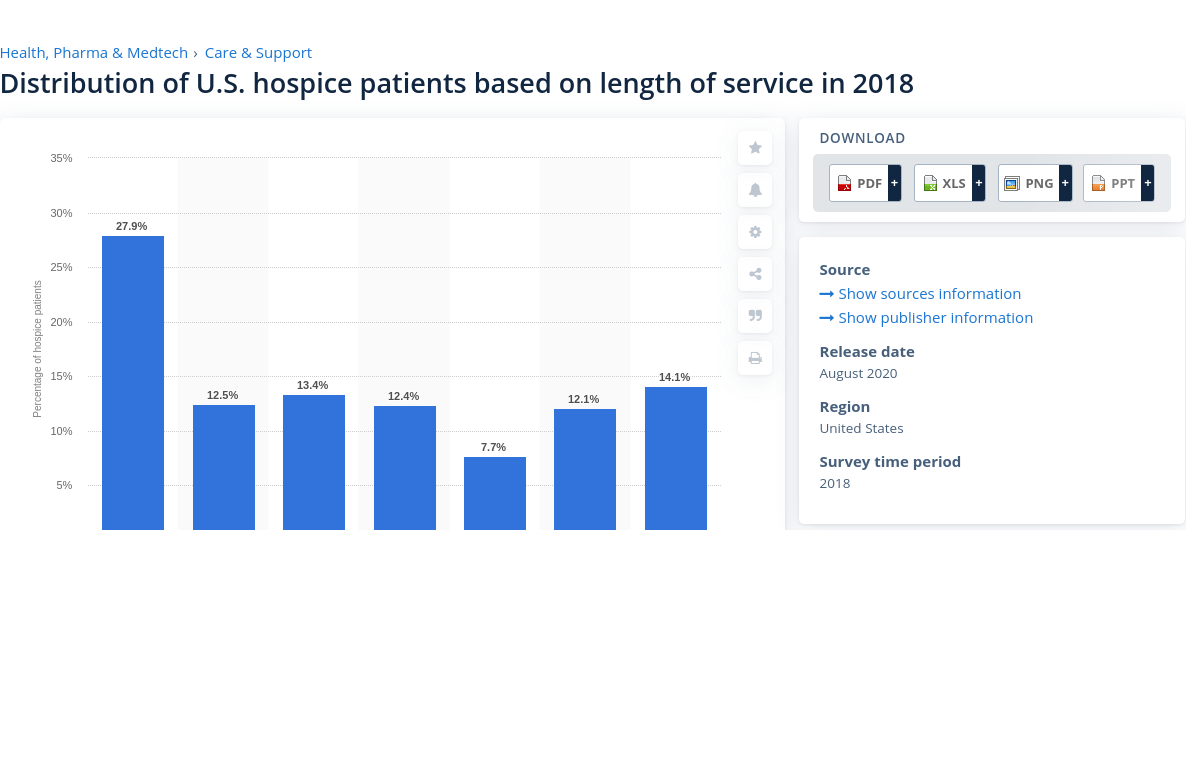 Health, Pharma & Medtech › Care & Support
Distribution of U.S. hospice patients based on length of service in 2018
35%
30%
25%
20%
15%
10%
5%
Percentage of hospice patients
27.9%
12.5%
13.4%
12.4%
7.7%
12.1%
14.1%
DOWNLOAD
PDF +
XLS +
PNG +
PPT +
Source
Show sources information
Show publisher information
Release date
August 2020
Region
United States
Survey time period
2018